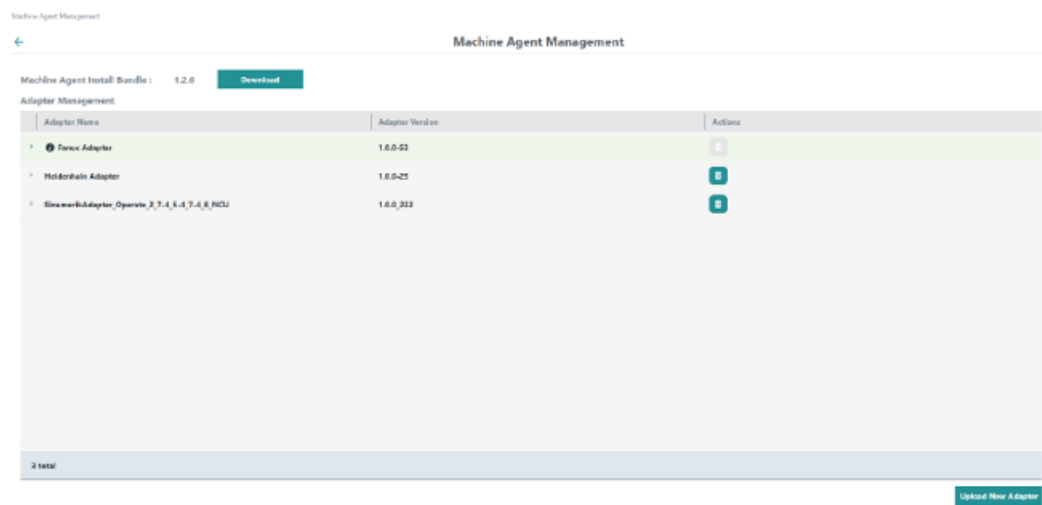 Machine Agent Management
Machine Agent Management
Machine Agent Install Bundle : 1.2.0 Download
Adapter Management
Adapter Name Adapter Version Actions
Fanuc Adapter 1.0.0-53
Heidenhain Adapter 1.0.0-25
1.0.0_222
3 total
Upload New Adapter